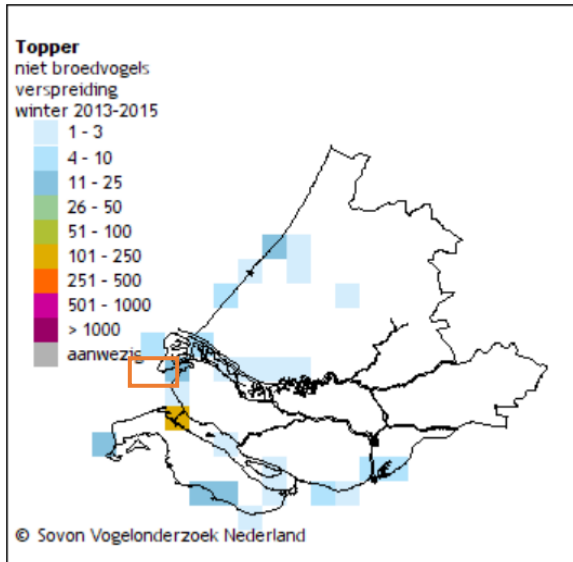 Topper
niet broedvogels
verspreiding
winter 2013-2015
1 - 3
4 - 10
11 - 25
26 - 50
51 - 100
101 - 250
251 - 500
501 - 1000
> 1000
aanwezig
© Sovon Vogelonderzoek Nederland